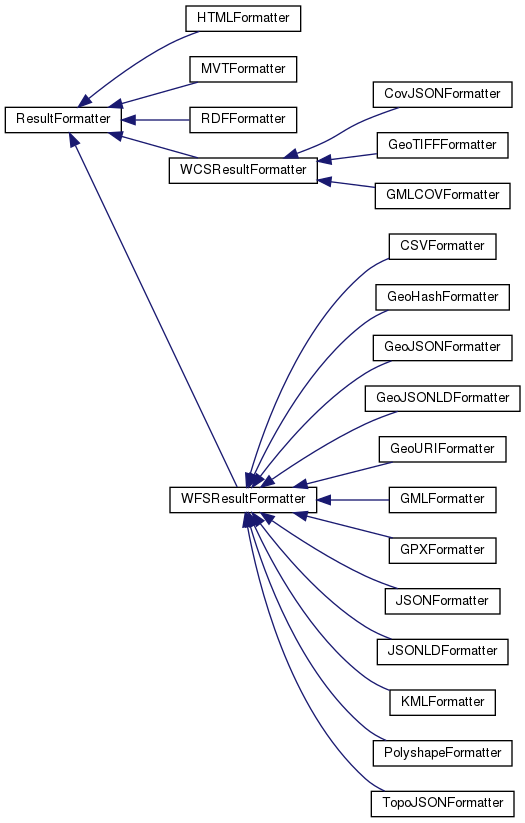 HTMLFormatter
MVTFormatter
CovJSONFormatter
ResultFormatter
RDFFormatter
GeoTIFFFormatter
WCSResultFormatter
GMLCOVFormatter
CSVFormatter
GeoHashFormatter
GeoJSONFormatter
GeoJSONLDFormatter
GeoURIFormatter
WFSResultFormatter
GMLFormatter
GPXFormatter
JSONFormatter
JSONLDFormatter
KMLFormatter
PolyshapeFormatter
TopoJSONFormatter